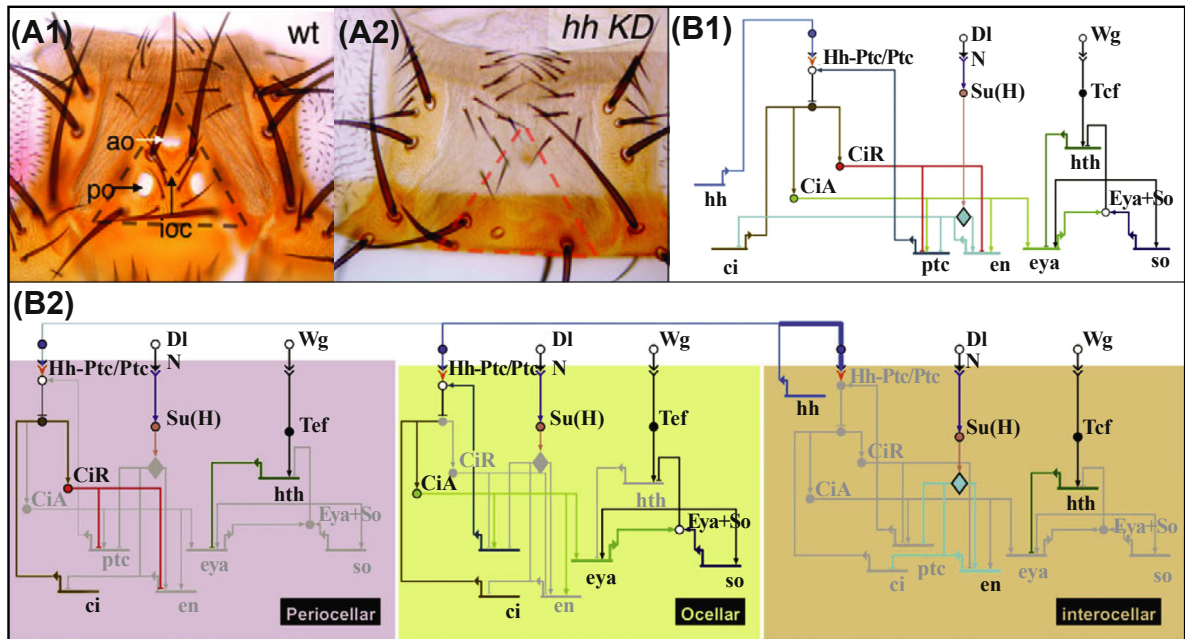 (A1)
wt
ao
po
ioc
(A2)
hh KD
(B1)
Dl
Wg
Hh-Ptc/Ptc
N
Su(H)
Tcf
CiR
hth
hh
CiA
Eya+So
ci
ptc
en
eya
so
(B2)
Dl
Wg
Hh-Ptc/Ptc
N
Su(H)
Tef
CiR
CiA
hth
Eya+So
ptc
eya
so
ci
en
Periocellar
Dl
Wg
Hh-Ptc/Ptc
N
Su(H)
Tef
CiR
CiA
hth
Eya+So
eya
so
ci
en
Ocellar
Dl
Wg
Hh-Ptc/Ptc
N
hh
Su(H)
Tcf
CiR
CiA
hth
Eya+So
ptc
ci
en
eya
so
interocellar